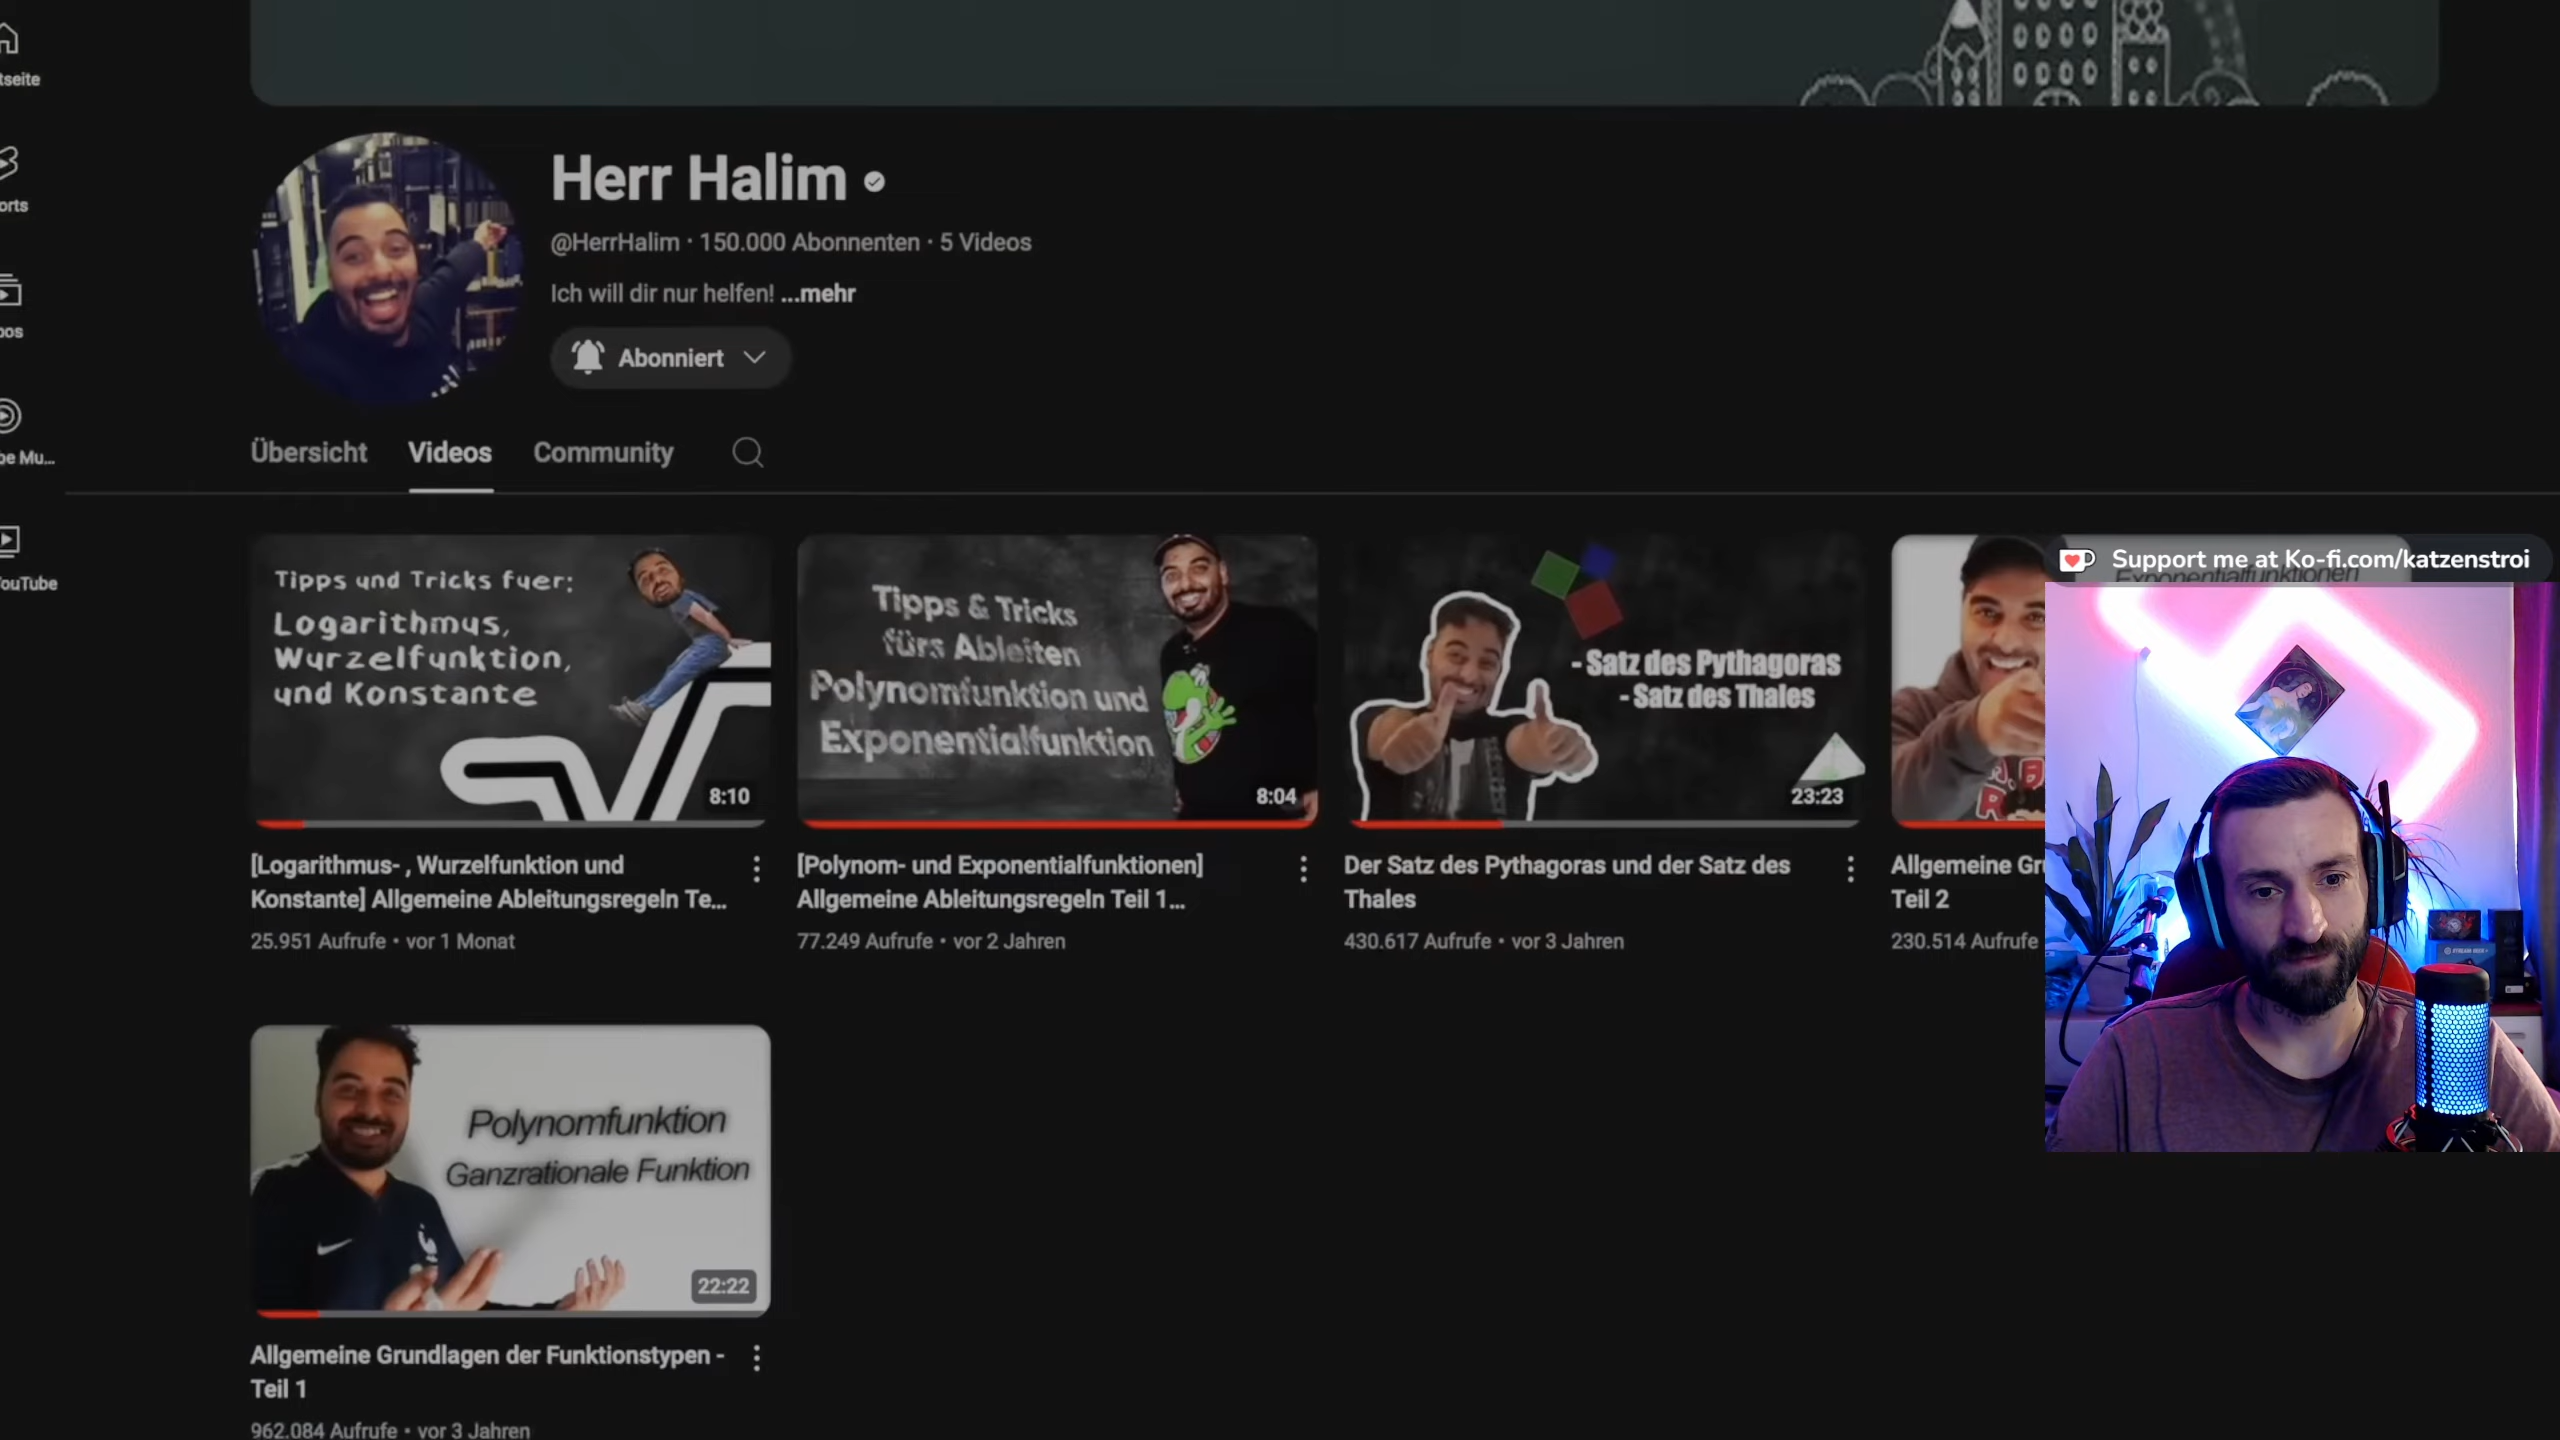 tseite
orts
bos
be Mu...
ouTube
Herr Halim
@HerrHalim · 150.000 Abonnenten · 5 Videos
Ich will dir nur helfen! ...mehr
Abonniert
Übersicht
Videos
Community
Tipps und Tricks fuer:
Logarithmus,
Wurzelfunktion,
und Konstante
8:10
[Logarithmus- , Wurzelfunktion und
Konstante] Allgemeine Ableitungsregeln Te...
25.951 Aufrufe · vor 1 Monat
Tipps & Tricks
fürs Ableiten
Polynomfunktion und
Exponentialfunktion
8:04
[Polynom- und Exponentialfunktionen]
Allgemeine Ableitungsregeln Teil 1...
77.249 Aufrufe · vor 2 Jahren
- Satz des Pythagoras
- Satz des Thales
23:23
Der Satz des Pythagoras und der Satz des
Thales
430.617 Aufrufe · vor 3 Jahren
Support me at Ko-fi.com/katzenstroi
Exponentialfunktionen
Allgemeine Gr
Teil 2
230.514 Aufrufe
Polynomfunktion
Ganzrationale Funktion
22:22
Allgemeine Grundlagen der Funktionstypen -
Teil 1
962.084 Aufrufe · vor 3 Jahren